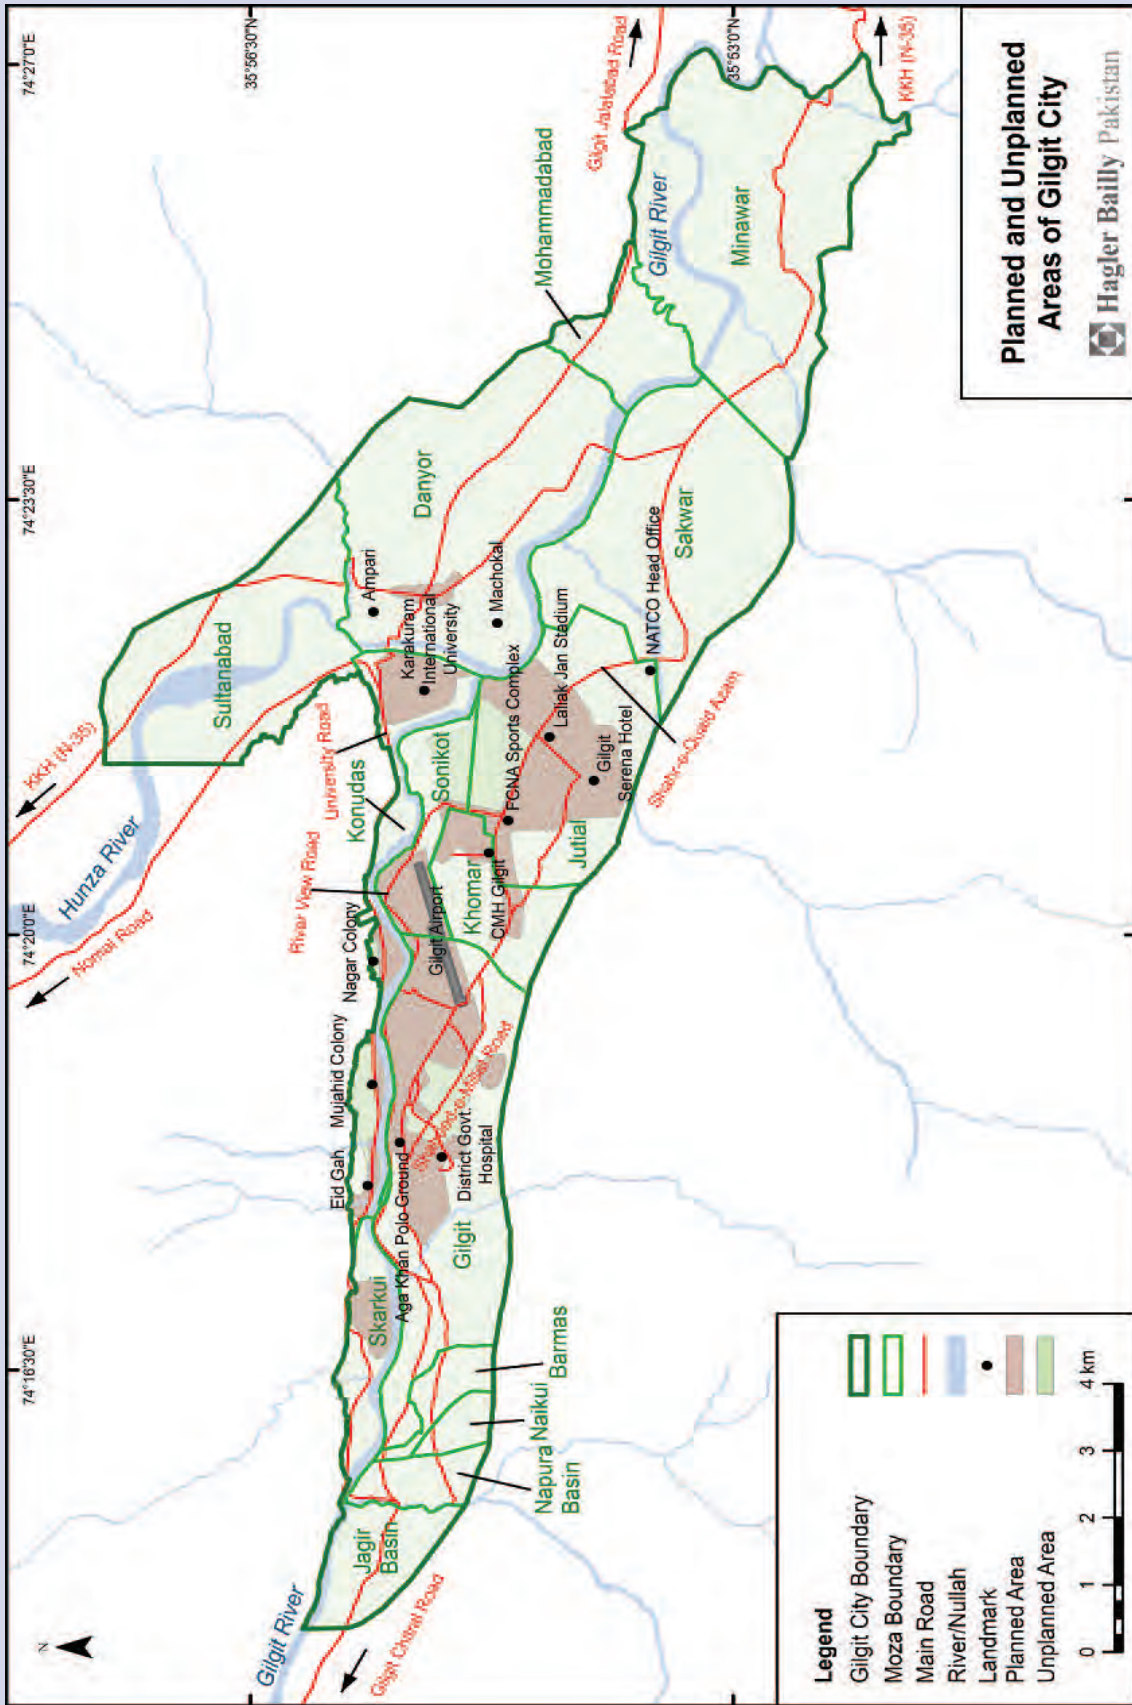 74°16'30"E
74°20'0"E
74°23'30"E
74°27'0"E
35°56'30"N
35°53'0"N
N
KKH (N-35)
Hunza River
Nomal Road
Sultanabad
University Road
River View Road
Konudas
Nagar Colony
Mujahid Colony
Eid Gah
Ampari
Karakuram
International
University
Danyor
Machokal
Mohammadabad
Gilgit Jalalabad Road
Gilgit River
Minawar
KKH (N-35)
Sonikot
FCNA Sports Complex
Lallak Jan Stadium
NATCO Head Office
Sakwar
Shahr-e-Quaid Azam
Gilgit
Serena Hotel
Jutial
Khomar
CMH Gilgit
Gilgit Airport
District Govt.
Hospital
Aga Khan Polo Ground
Gilgit
Skarkui
Barmas
Napura Naikui
Basin
Jagir
Basin
Gilgit River
Gilgit Chitral Road
Legend
Gilgit City Boundary
Moza Boundary
Main Road
River/Nullah
Landmark
Planned Area
Unplanned Area
0 1 2 3 4 km
Planned and Unplanned
Areas of Gilgit City
Hagler Bailly Pakistan